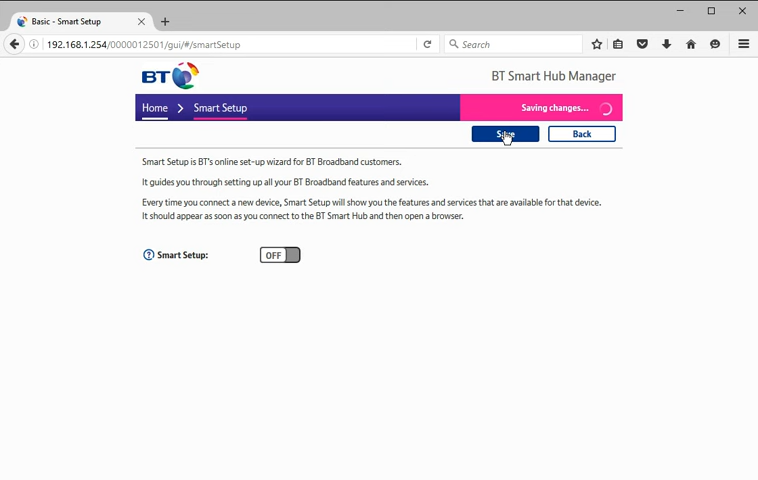 Basic - Smart Setup
192.168.1.254/0000012501/gui/#/smartSetup
Search
BT
BT Smart Hub Manager
Home
Smart Setup
Saving changes...
Save
Back
Smart Setup is BT's online set-up wizard for BT Broadband customers.
It guides you through setting up all your BT Broadband features and services.
Every time you connect a new device, Smart Setup will show you the features and services that are available for that device.
It should appear as soon as you connect to the BT Smart Hub and then open a browser.
? Smart Setup:
OFF